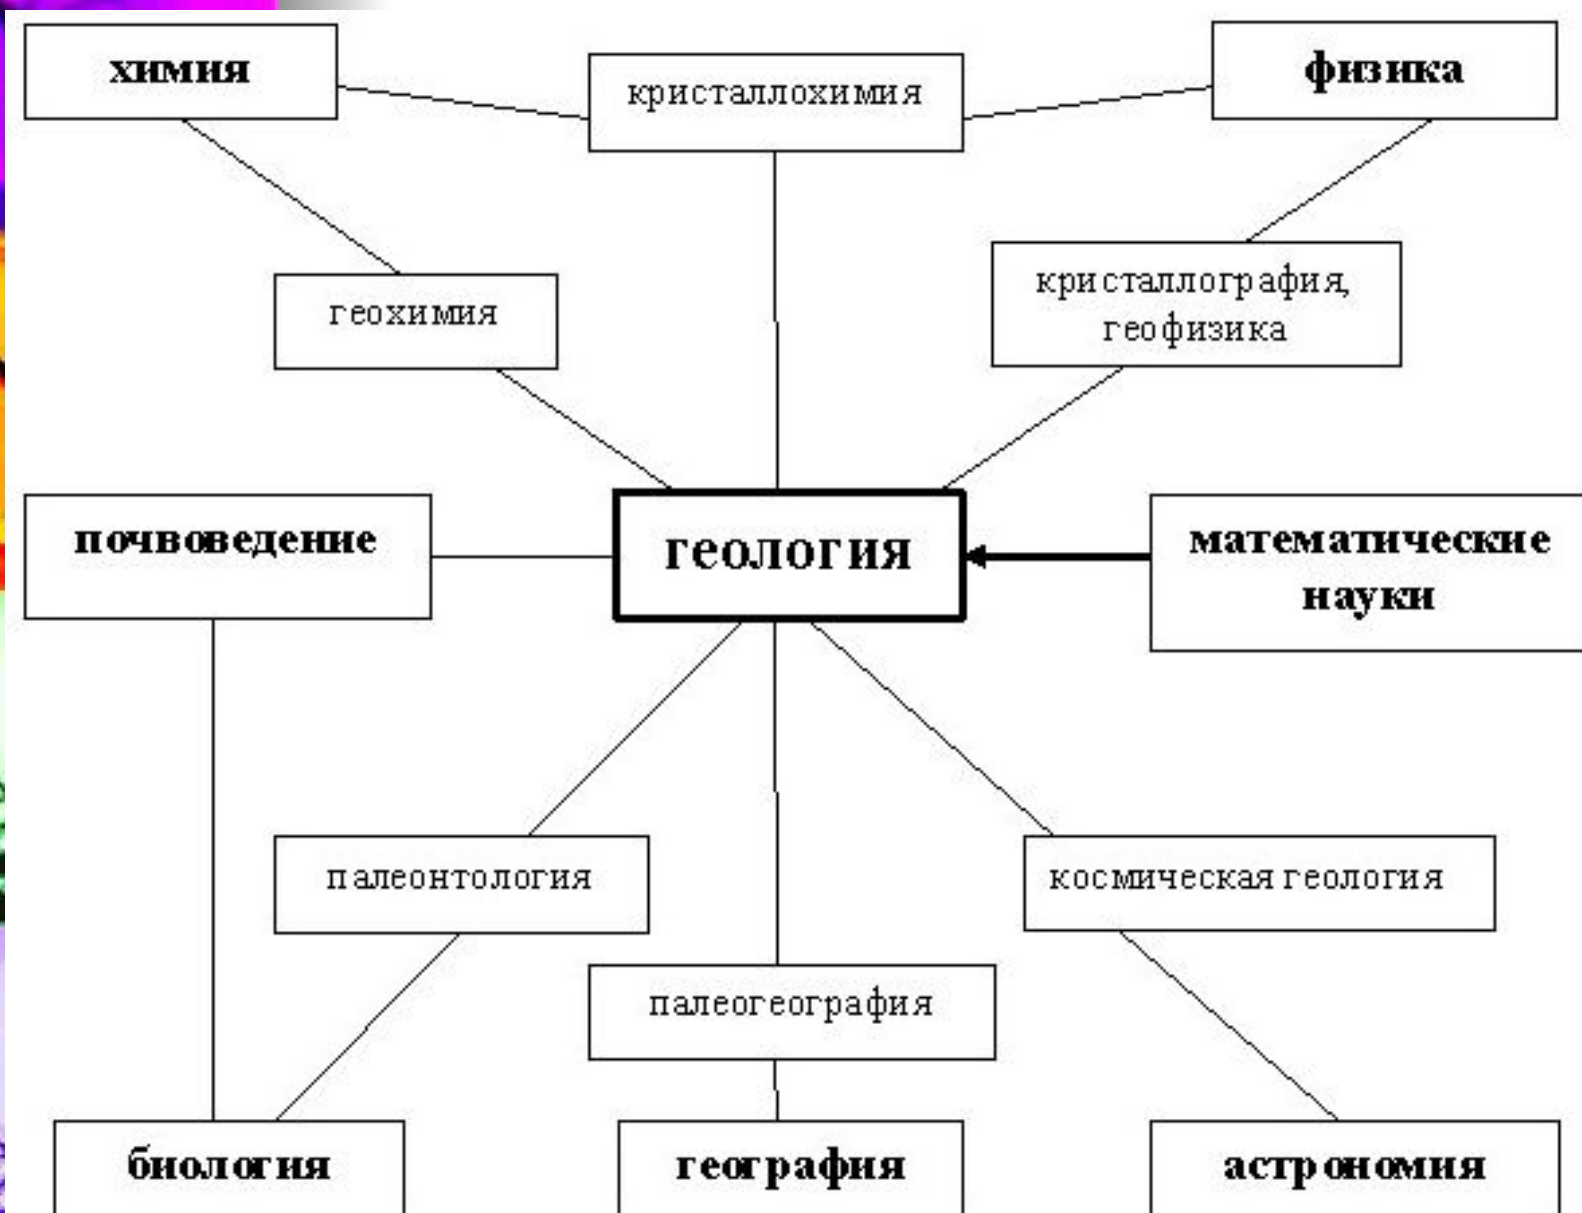 химия
кристаллохимия
физика
геохимия
кристаллография,
геофизика
почвоведение
геология
математические
науки
палеонтология
космическая геология
палеогеография
биология
география
астрономия